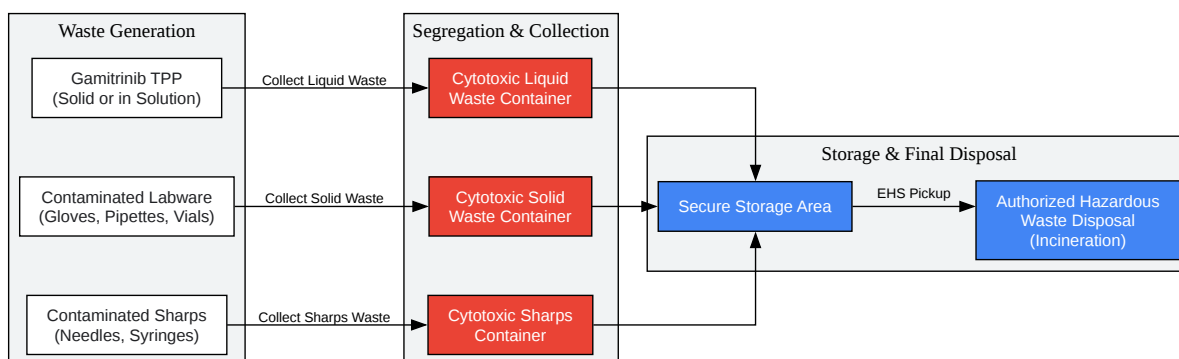 Waste Generation
Segregation & Collection
Gamitrinib TPP
(Solid or in Solution)
Collect Liquid Waste
Cytotoxic Liquid
Waste Container
Storage & Final Disposal
Contaminated Labware
(Gloves, Pipettes, Vials)
Collect Solid Waste
Cytotoxic Solid
Waste Container
Secure Storage Area
EHS Pickup
Authorized Hazardous
Waste Disposal
(Incineration)
Contaminated Sharps
(Needles, Syringes)
Collect Sharps Waste
Cytotoxic Sharps
Container